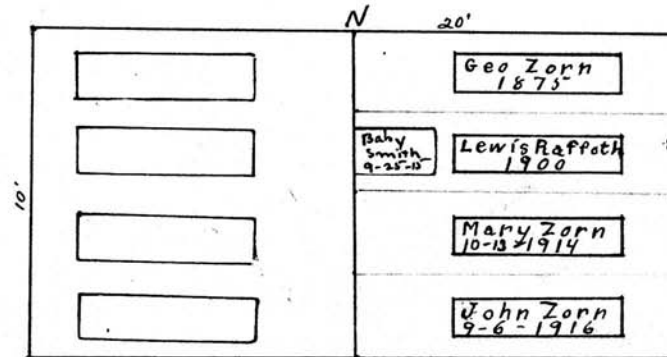 N
20'
10'
Geo Zorn
1875
Baby
Smith
9-25-15
Lewis Raffoth
1900
Mary Zorn
10-13-1914
John Zorn
9-6-1916